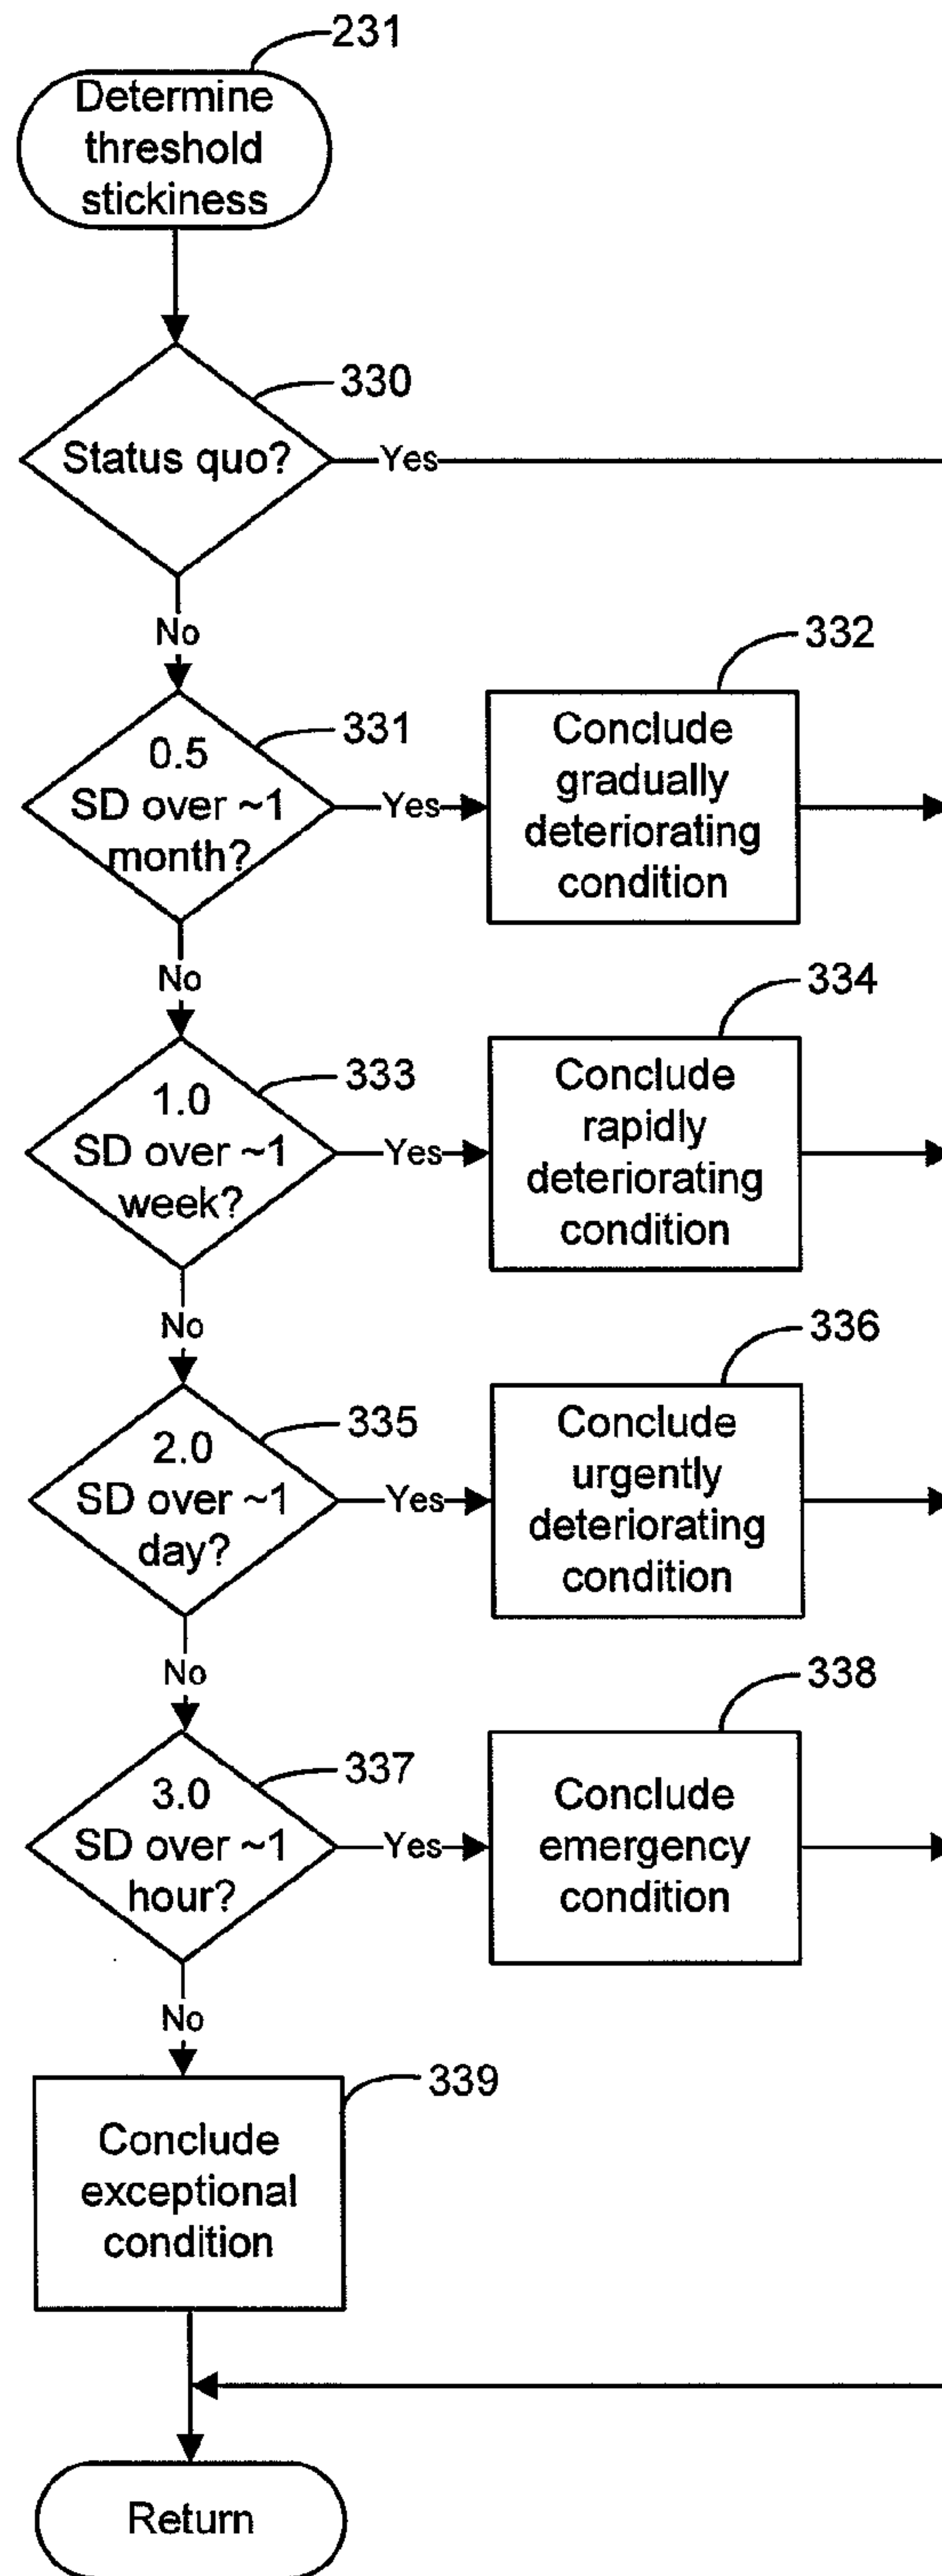 231
Determine
threshold
stickiness
330
Status quo?
Yes
No
331
0.5
SD over ~1
month?
Yes
332
Conclude
gradually
deteriorating
condition
No
333
1.0
SD over ~1
week?
Yes
334
Conclude
rapidly
deteriorating
condition
No
335
2.0
SD over ~1
day?
Yes
336
Conclude
urgently
deteriorating
condition
No
337
3.0
SD over ~1
hour?
Yes
338
Conclude
emergency
condition
No
339
Conclude
exceptional
condition
Return